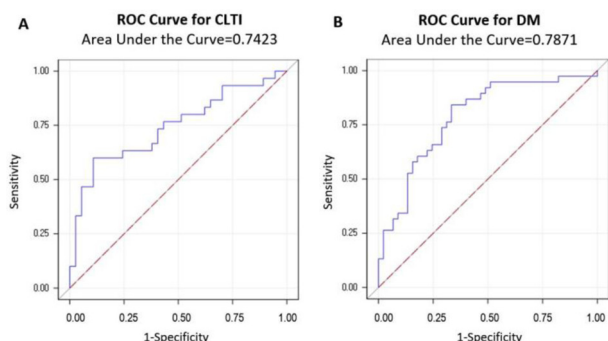 A
ROC Curve for CLTI
Area Under the Curve=0.7423
1.00
0.75
0.50
0.25
0.00
Sensitivity
0.00 0.25 0.50 0.75 1.00
1-Specificity
B
ROC Curve for DM
Area Under the Curve=0.7871
1.00
0.75
0.50
0.25
0.00
Sensitivity
0.00 0.25 0.50 0.75 1.00
1-Specificity